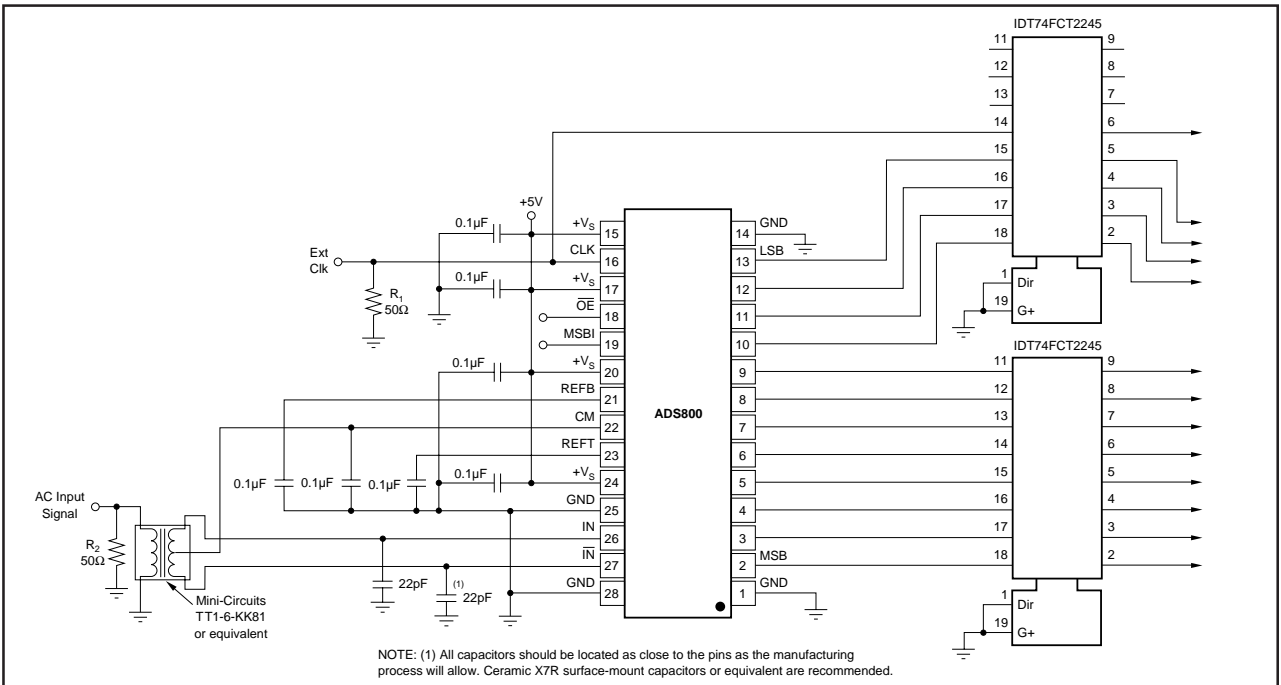 IDT74FCT2245
11 9
12 8
13 7
14 6
15 5
16 4
17 3
18 2
1 Dir
19 G+
+5V
0.1µF
+VS 15
Ext
Clk
CLK 16
R1
50Ω
0.1µF
+VS 17
OE 18
MSBI 19
0.1µF
+VS 20
REFB 21
CM 22
REFT 23
0.1µF 0.1µF 0.1µF 0.1µF
+VS 24
GND 25
IN 26
IN 27
GND 28
ADS800
14 GND
13 LSB
12
11
10
9
8
7
6
5
4
3
2 MSB
1 GND
AC Input
Signal
R2
50Ω
22pF
(1)
22pF
Mini-Circuits
TT1-6-KK81
or equivalent
IDT74FCT2245
11 9
12 8
13 7
14 6
15 5
16 4
17 3
18 2
1 Dir
19 G+
NOTE: (1) All capacitors should be located as close to the pins as the manufacturing
process will allow. Ceramic X7R surface-mount capacitors or equivalent are recommended.